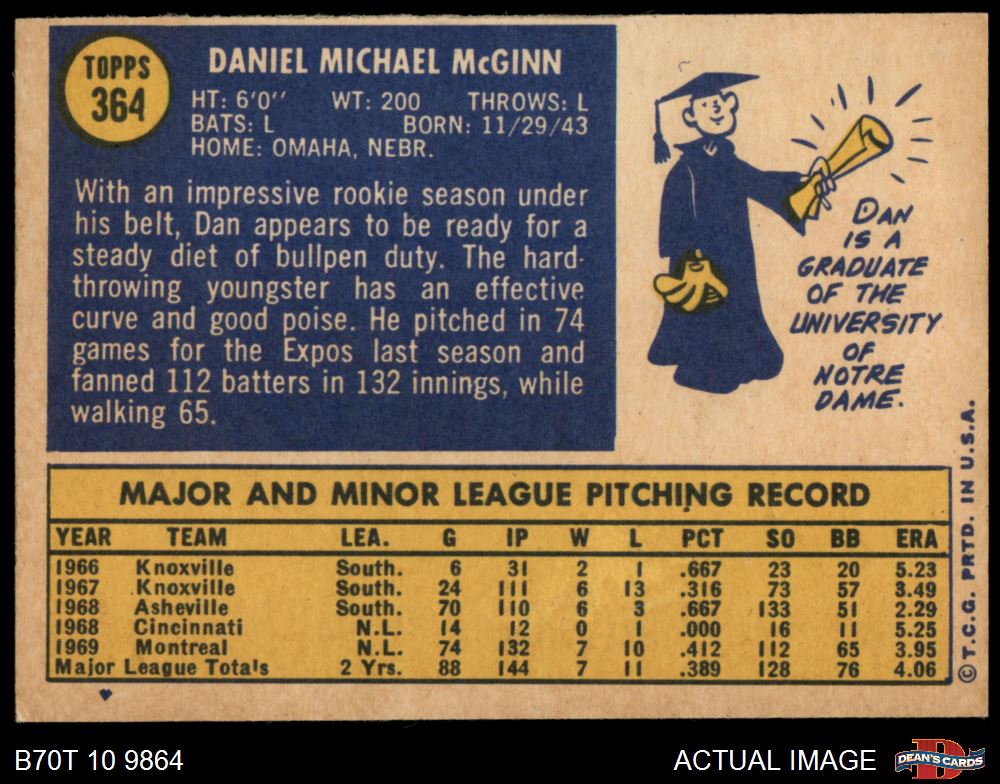 TOPPS
364
DANIEL MICHAEL McGINN
HT: 6'0" WT: 200 THROWS: L
BATS: L BORN: 11/29/43
HOME: OMAHA, NEBR.
With an impressive rookie season under
his belt, Dan appears to be ready for a
steady diet of bullpen duty. The hard-
throwing youngster has an effective
curve and good poise. He pitched in 74
games for the Expos last season and
fanned 112 batters in 132 innings, while
walking 65.
DAN
IS A
GRADUATE
OF THE
UNIVERSITY
OF
NOTRE
DAME.
MAJOR AND MINOR LEAGUE PITCHING RECORD
YEAR TEAM LEA. G IP W L PCT SO BB ERA
1966 Knoxville South. 6 31 2 1 .667 23 20 5.23
1967 Knoxville South. 24 111 6 13 .316 73 57 3.49
1968 Asheville South. 70 110 6 3 .667 133 51 2.29
1968 Cincinnati N.L. 14 12 0 1 .000 16 11 5.25
1969 Montreal N.L. 74 132 7 10 .412 112 65 3.95
Major League Totals 2 Yrs. 88 144 7 11 .389 128 76 4.06
© T.C.G. PRTD. IN U.S.A.
B70T 10 9864
ACTUAL IMAGE
DEAN'S CARDS